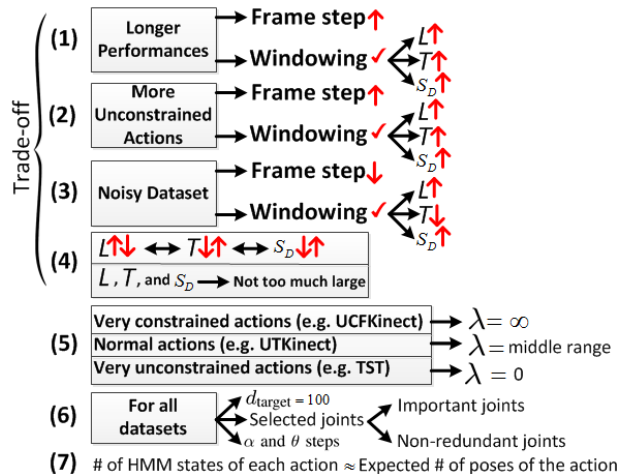 Trade-off
(1) Longer Performances
Frame step ↑
Windowing ✓
L↑
T↑
S_D↑
(2) More Unconstrained Actions
Frame step ↑
Windowing ✓
L↑
T↑
S_D↑
(3) Noisy Dataset
Frame step ↓
Windowing ✓
L↑
T↓
S_D↑
(4)
L↑↓ ↔ T↓↑ ↔ S_D↓↑
L, T, and S_D → Not too much large
(5)
Very constrained actions (e.g. UCFKinect) → λ = ∞
Normal actions (e.g. UTKinect) → λ = middle range
Very unconstrained actions (e.g. TST) → λ = 0
(6) For all datasets
d_target = 100
Selected joints
Important joints
Non-redundant joints
α and θ steps
(7) # of HMM states of each action ≈ Expected # of poses of the action